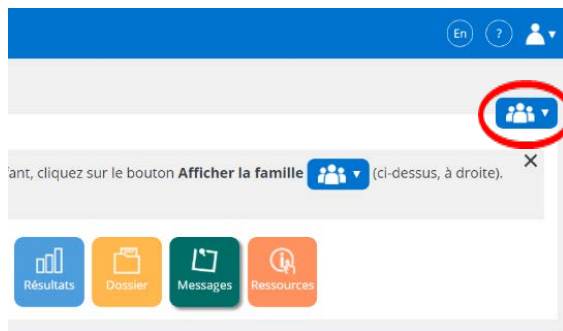 En ?
fant, cliquez sur le bouton Afficher la famille (ci-dessus, à droite).
Résultats Dossier Messages Ressources